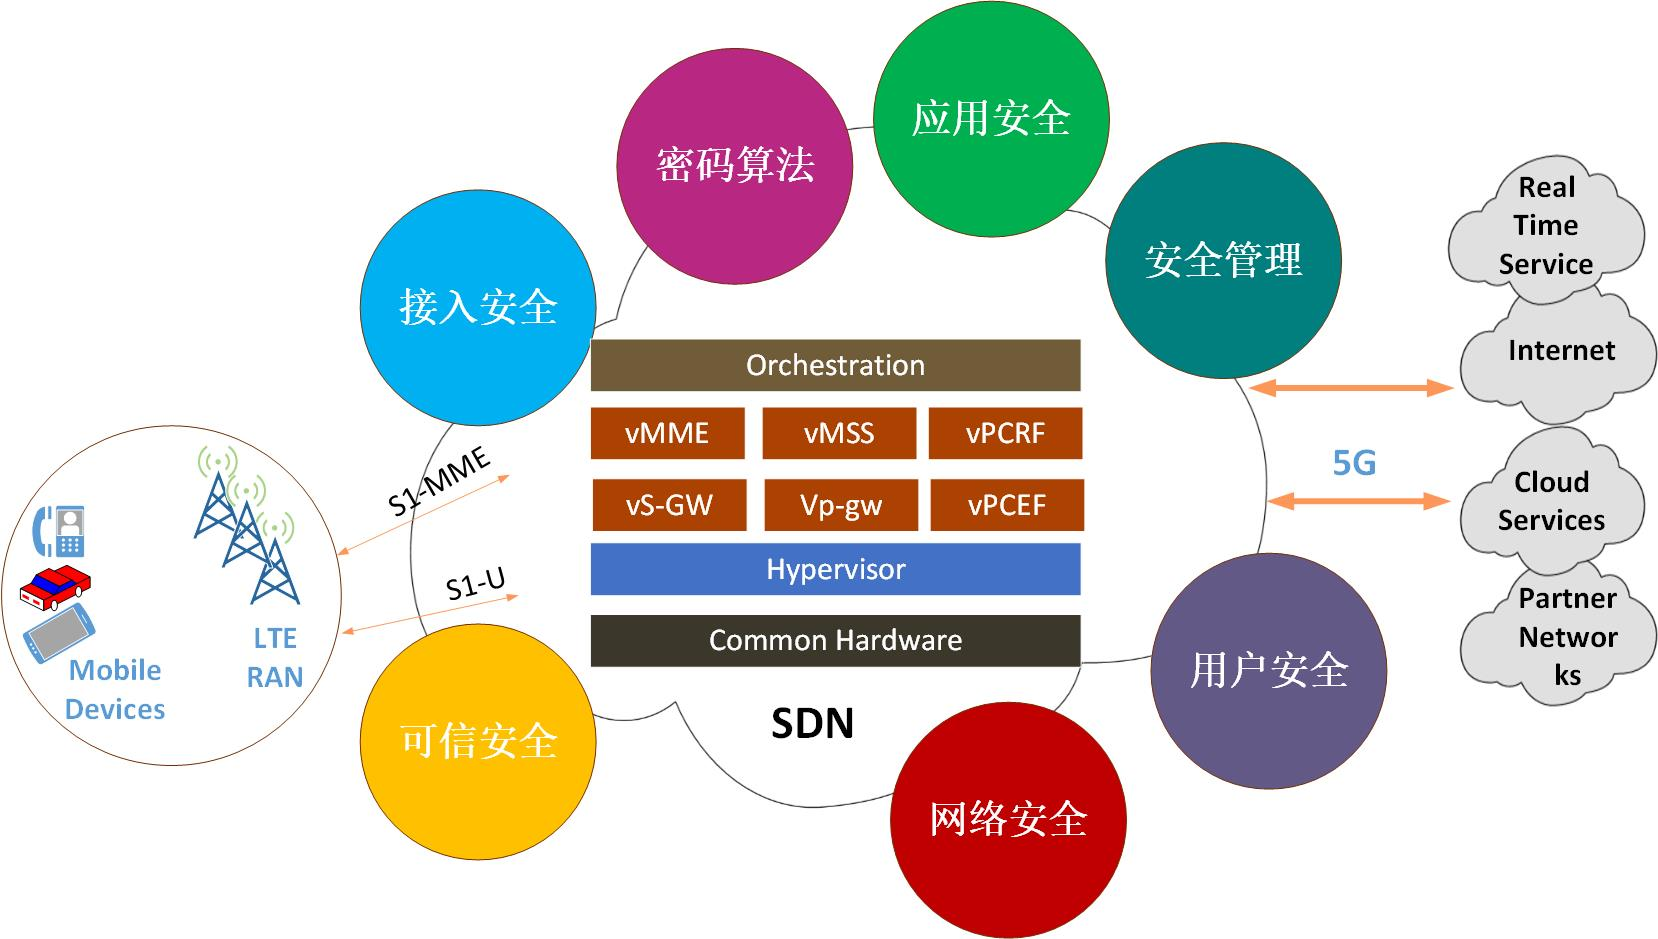 应用安全
密码算法
安全管理
接入安全
Real
Time
Service
Internet
Orchestration
vMME
vMSS
vPCRF
vS-GW
Vp-gw
vPCEF
Hypervisor
Common Hardware
SDN
S1-MME
S1-U
LTE
RAN
Mobile
Devices
5G
Cloud
Services
Partner
Networ
ks
用户安全
可信安全
网络安全